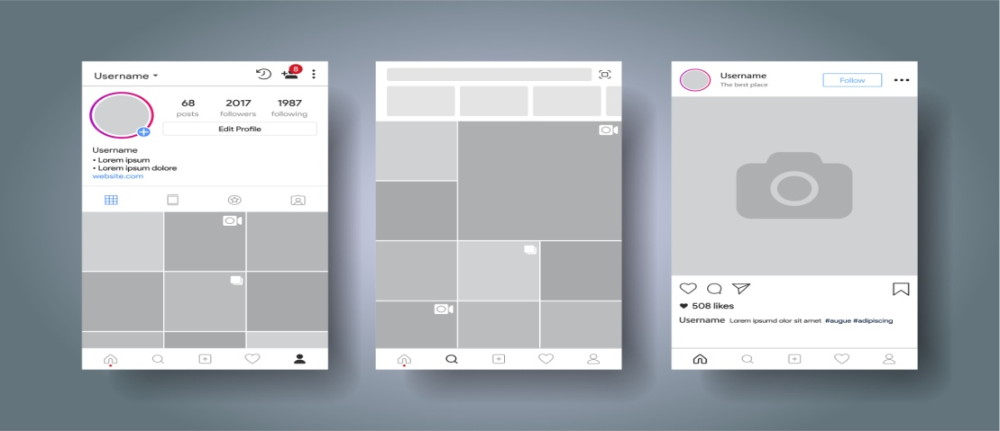 Username
8
68 2017 1987
posts followers following
Edit Profile
Username
• Lorem ipsum
• Lorem ipsum dolore
website.com
Username
The best place
Follow
508 likes
Username Lorem ipsumd olor sit amet #augue #adipiscing